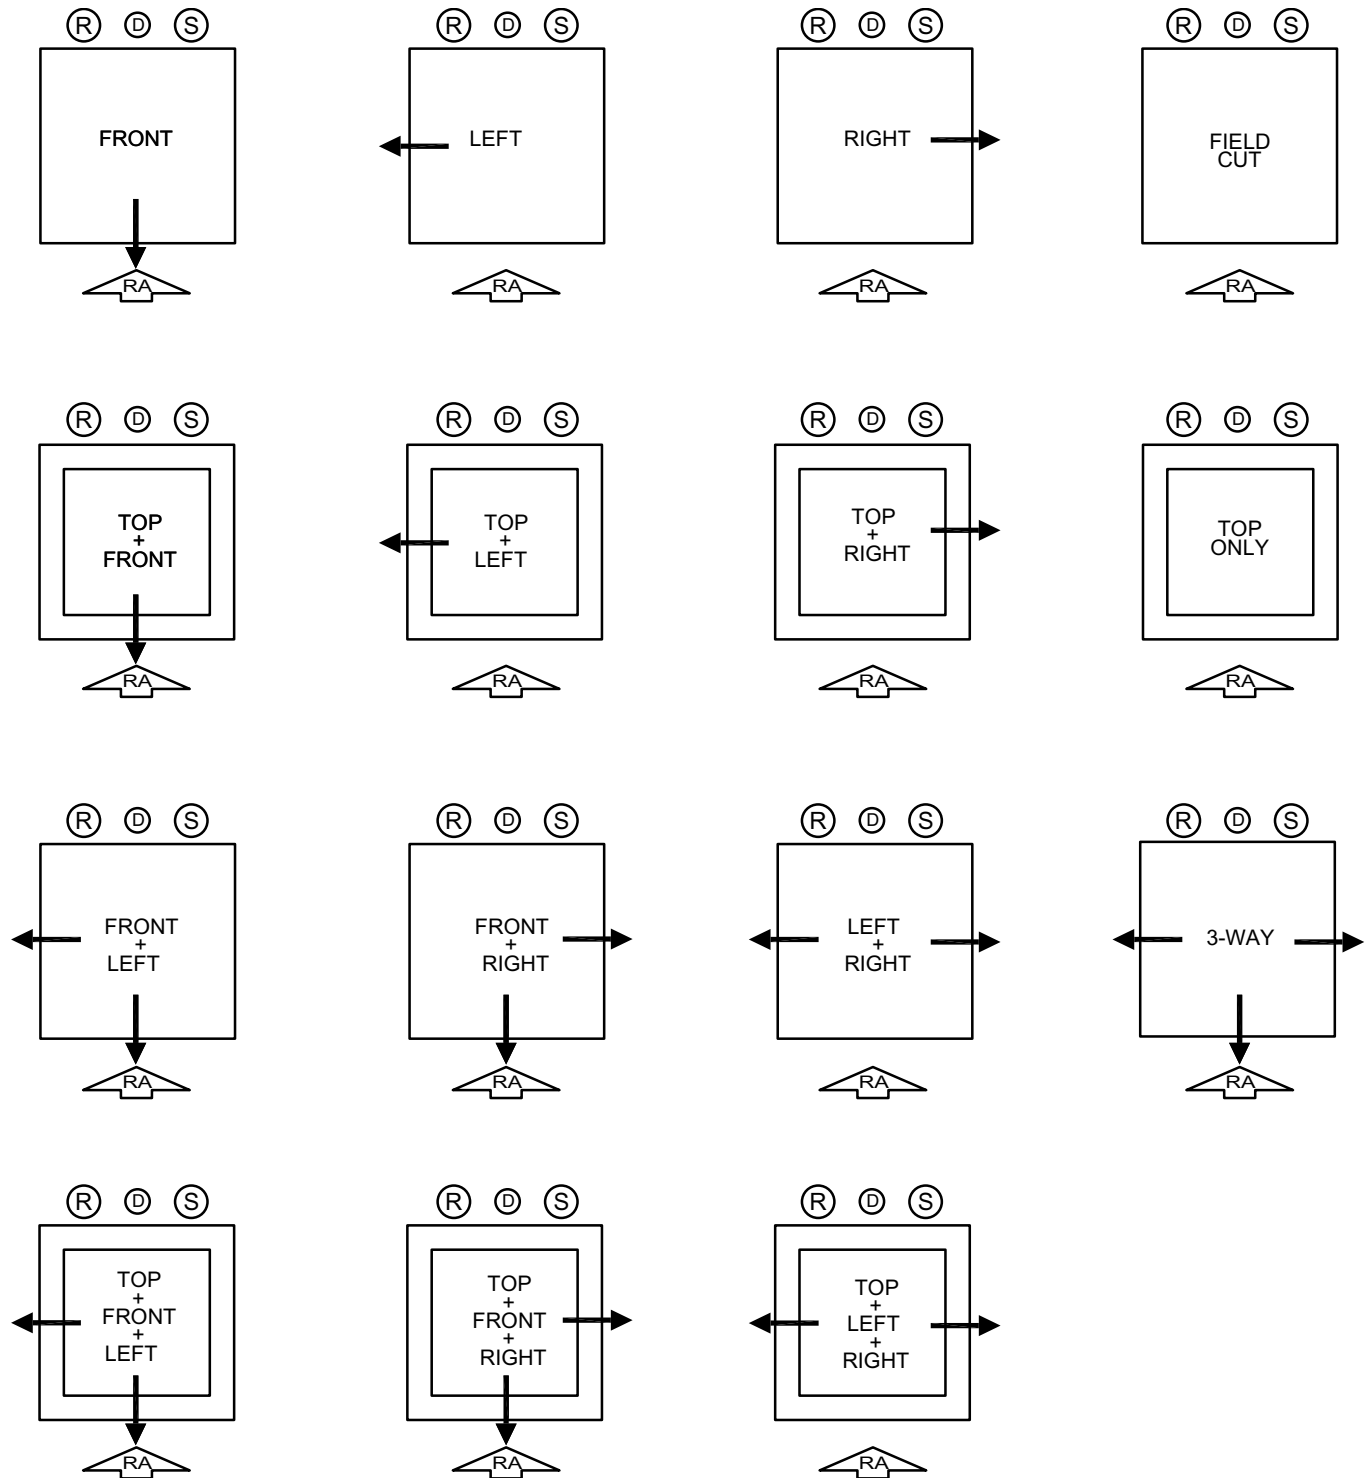 R D S R D S R D S R D S
FRONT LEFT RIGHT FIELD
CUT
RA RA RA RA
R D S R D S R D S R D S
TOP
+
FRONT
TOP
+
LEFT
TOP
+
RIGHT
TOP
ONLY
RA RA RA RA
R D S R D S R D S R D S
FRONT
+
LEFT
FRONT
+
RIGHT
LEFT
+
RIGHT
3-WAY
RA RA RA RA
R D S R D S R D S
TOP
+
FRONT
+
LEFT
TOP
+
FRONT
+
RIGHT
TOP
+
LEFT
+
RIGHT
RA RA RA